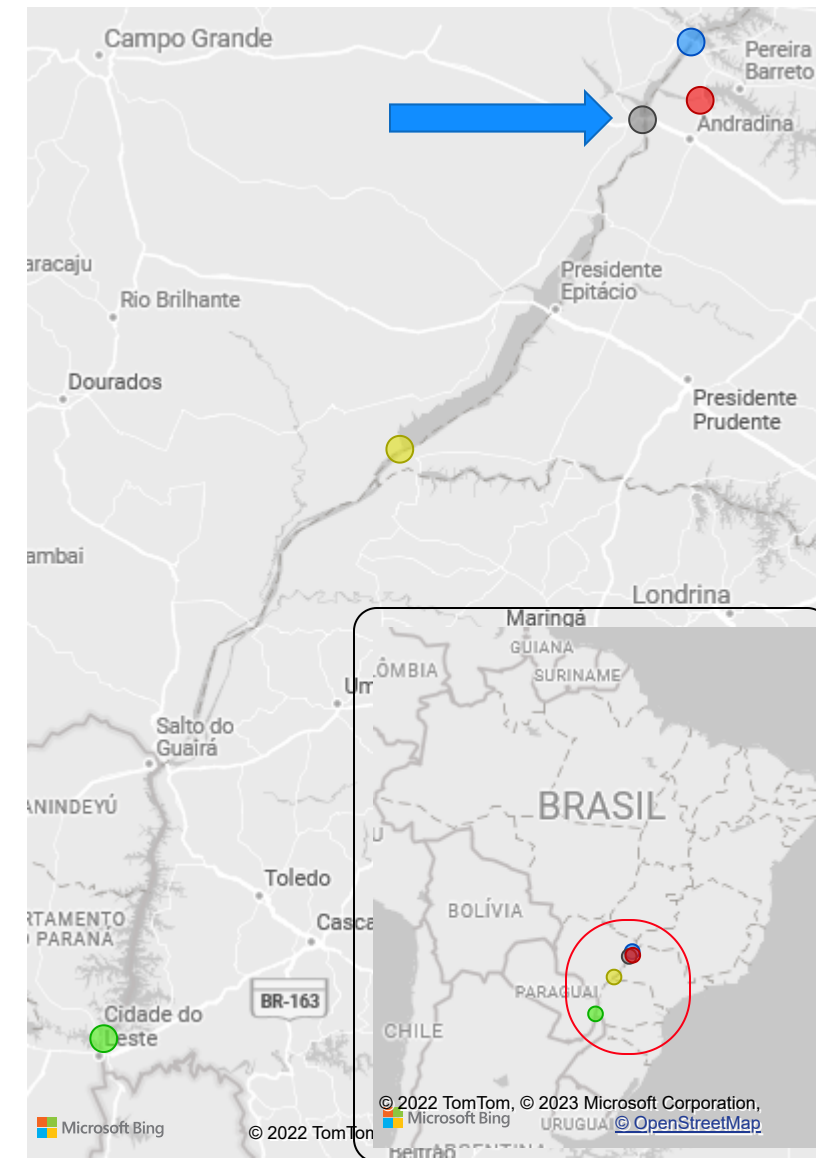 Campo Grande
Pereira
Barreto
Andradina
aracaju
Presidente
Epitácio
Rio Brilhante
Dourados
Presidente
Prudente
ambai
Londrina
Maringá
GUIANA
ÔMBIA
SURINAME
Um
Salto do
Guairá
ANINDEYÚ
BRASIL
U
Toledo
RTAMENTO
O PARANÁ
Casca
BOLÍVIA
PARAGUAI
BR-163
Cidade do
Leste
CHILE
© 2022 TomTom, © 2023 Microsoft Corporation,
Microsoft Bing
URUGUAI
© OpenStreetMap
Microsoft Bing
© 2022 TomTom